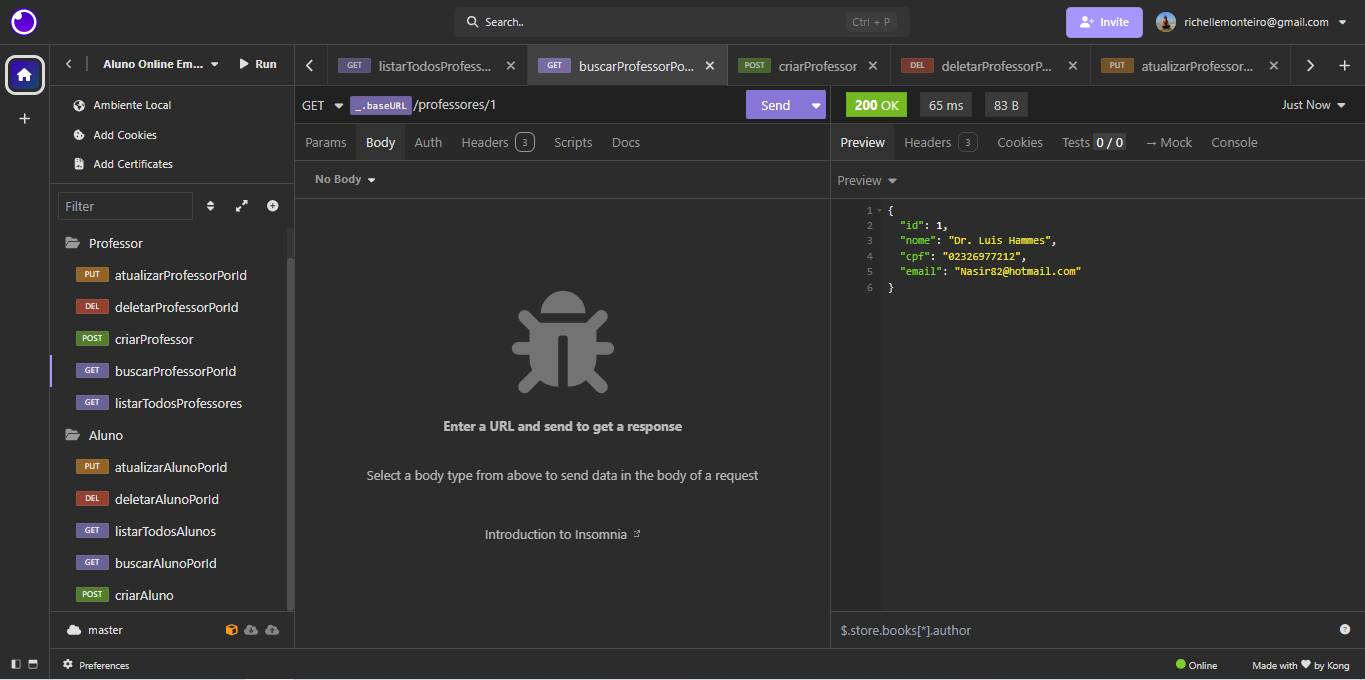 Search..
Ctrl + P
Invite
richellemonteiro@gmail.com
Aluno Online Em...
Run
GET listarTodosProfess...
GET buscarProfessorPo...
POST criarProfessor
DEL deletarProfessorP...
PUT atualizarProfessor...
Ambiente Local
Add Cookies
Add Certificates
Filter
Professor
PUT atualizarProfessorPorId
DEL deletarProfessorPorId
POST criarProfessor
GET buscarProfessorPorId
GET listarTodosProfessores
Aluno
PUT atualizarAlunoPorId
DEL deletarAlunoPorId
GET listarTodosAlunos
GET buscarAlunoPorId
POST criarAluno
master
Preferences
GET _.baseURL /professores/1
Send
Params Body Auth Headers 3 Scripts Docs
No Body
Enter a URL and send to get a response
Select a body type from above to send data in the body of a request
Introduction to Insomnia
200 OK 65 ms 83 B Just Now
Preview Headers 3 Cookies Tests 0 / 0 → Mock Console
Preview
1 {
2 "id": 1,
3 "nome": "Dr. Luis Hammes",
4 "cpf": "02326977212",
5 "email": "Nasir82@hotmail.com"
6 }
$.store.books[*].author
Online
Made with ♥ by Kong